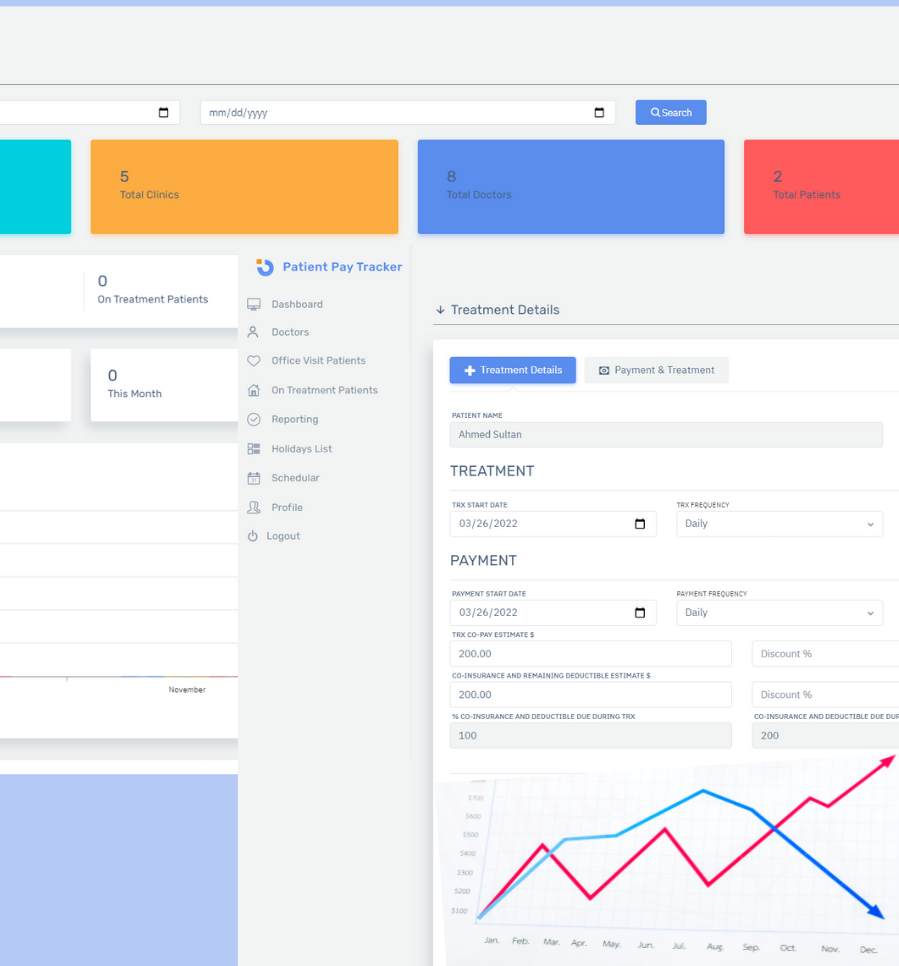 mm/dd/yyyy
Search
5
Total Clinics
8
Total Doctors
2
Total Patients
0
On Treatment Patients
0
This Month
November
Patient Pay Tracker
Dashboard
Doctors
Office Visit Patients
On Treatment Patients
Reporting
Holidays List
Schedular
Profile
Logout
Treatment Details
Treatment Details
Payment & Treatment
PATIENT NAME
Ahmed Sultan
TREATMENT
TRX START DATE
TRX FREQUENCY
03/26/2022
Daily
PAYMENT
PAYMENT START DATE
PAYMENT FREQUENCY
03/26/2022
Daily
TRX CO-PAY ESTIMATE $
200.00
Discount %
CO-INSURANCE AND REMAINING DEDUCTIBLE ESTIMATE $
200.00
Discount %
% CO-INSURANCE AND DEDUCTIBLE DUE DURING TRX
CO-INSURANCE AND DEDUCTIBLE DUE DUR
100
200
$700
$600
$500
$400
$300
$200
$100
Jan. Feb. Mar. Apr. May. Jun. Jul. Aug. Sep. Oct. Nov. Dec.